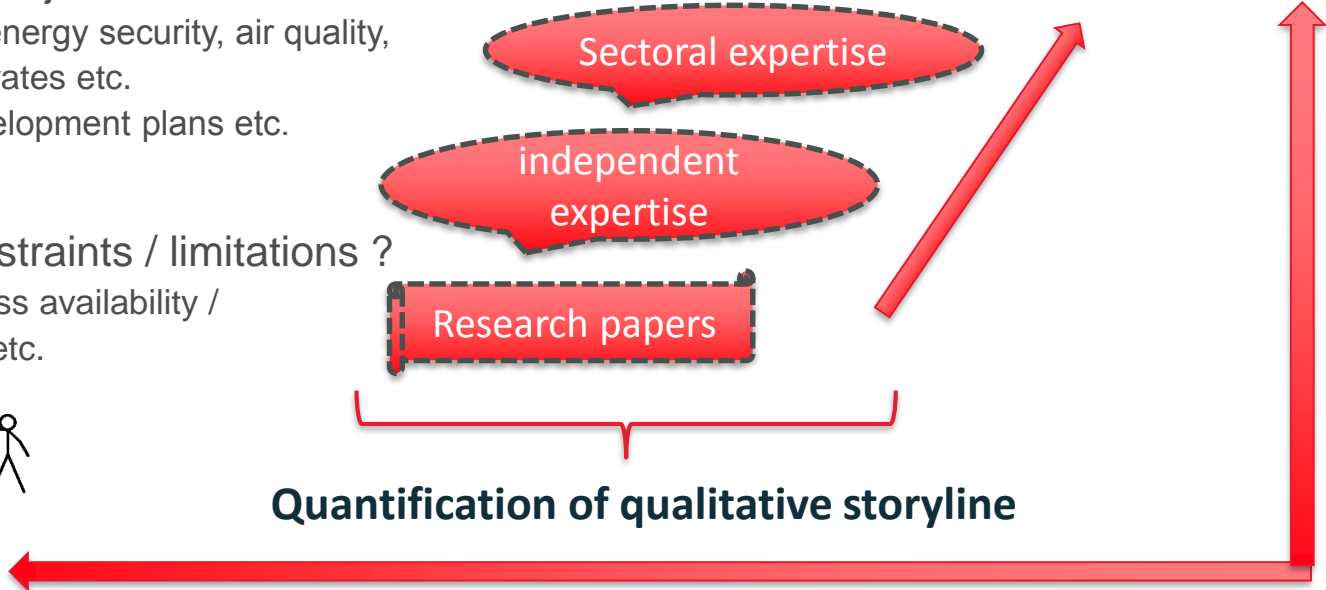 energy security, air quality,
rates etc.
elopment plans etc.
straints / limitations ?
ss availability /
etc.
Sectoral expertise
independent
expertise
Research papers
Quantification of qualitative storyline